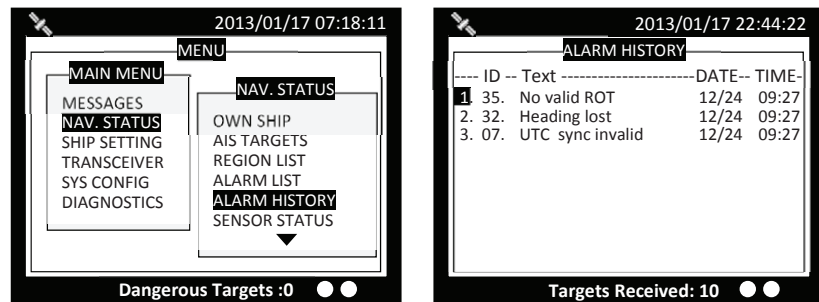 2013/01/17 07:18:11
MENU
MAIN MENU
MESSAGES
NAV. STATUS
SHIP SETTING
TRANSCEIVER
SYS CONFIG
DIAGNOSTICS
NAV. STATUS
OWN SHIP
AIS TARGETS
REGION LIST
ALARM LIST
ALARM HISTORY
SENSOR STATUS
Dangerous Targets :0
2013/01/17 22:44:22
ALARM HISTORY
---- ID -- Text ----------------------DATE-- TIME-
1. 35. No valid ROT 12/24 09:27
2. 32. Heading lost 12/24 09:27
3. 07. UTC sync invalid 12/24 09:27
Targets Received: 10